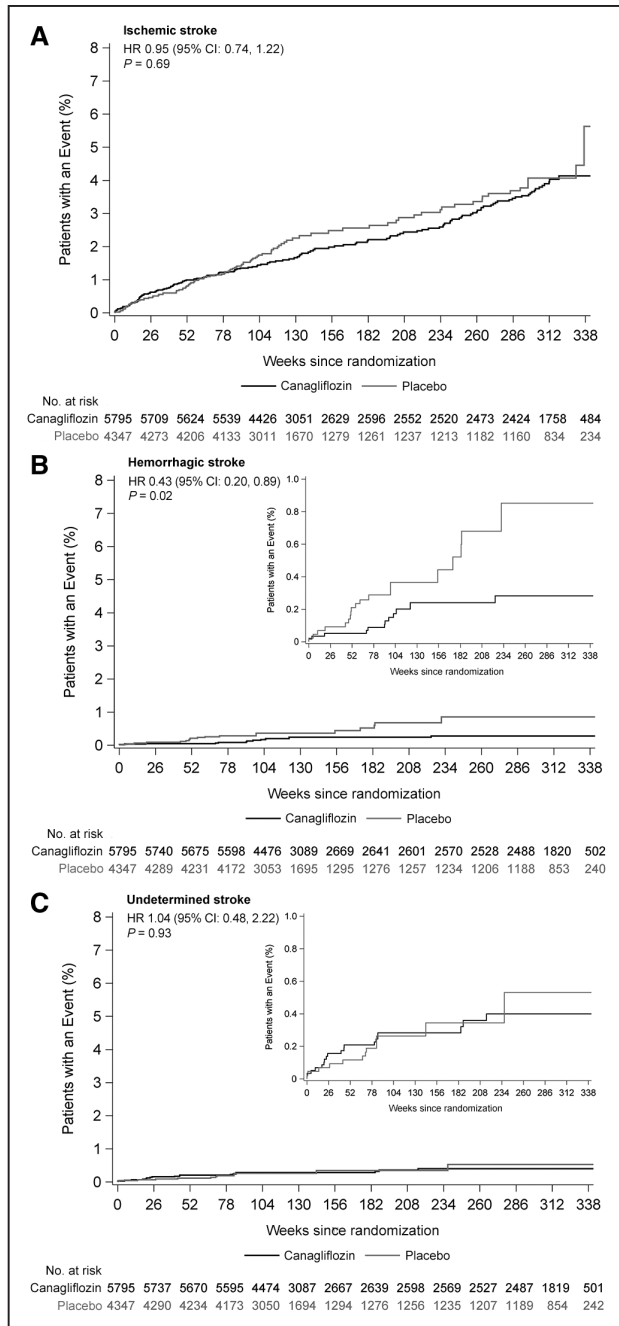 A
Ischemic stroke
HR 0.95 (95% CI: 0.74, 1.22)
P = 0.69
Patients with an Event (%)
8
7
6
5
4
3
2
1
0
0 26 52 78 104 130 156 182 208 234 260 286 312 338
Weeks since randomization
Canagliflozin Placebo
No. at risk
Canagliflozin 5795 5709 5624 5539 4426 3051 2629 2596 2552 2520 2473 2424 1758 484
Placebo 4347 4273 4206 4133 3011 1670 1279 1261 1237 1213 1182 1160 834 234
B
Hemorrhagic stroke
HR 0.43 (95% CI: 0.20, 0.89)
P = 0.02
Patients with an Event (%)
8
7
6
5
4
3
2
1
0
0 26 52 78 104 130 156 182 208 234 260 286 312 338
Weeks since randomization
Patients with an Event (%)
1.0
0.8
0.6
0.4
0.2
0
0 26 52 78 104 130 156 182 208 234 260 286 312 338
Weeks since randomization
Canagliflozin Placebo
No. at risk
Canagliflozin 5795 5740 5675 5598 4476 3089 2669 2641 2601 2570 2528 2488 1820 502
Placebo 4347 4289 4231 4172 3053 1695 1295 1276 1257 1234 1206 1188 853 240
C
Undetermined stroke
HR 1.04 (95% CI: 0.48, 2.22)
P = 0.93
Patients with an Event (%)
8
7
6
5
4
3
2
1
0
0 26 52 78 104 130 156 182 208 234 260 286 312 338
Weeks since randomization
Patients with an Event (%)
1.0
0.8
0.6
0.4
0.2
0
0 26 52 78 104 130 156 182 208 234 260 286 312 338
Weeks since randomization
Canagliflozin Placebo
No. at risk
Canagliflozin 5795 5737 5670 5595 4474 3087 2667 2639 2598 2569 2527 2487 1819 501
Placebo 4347 4290 4234 4173 3050 1694 1294 1276 1256 1235 1207 1189 854 242